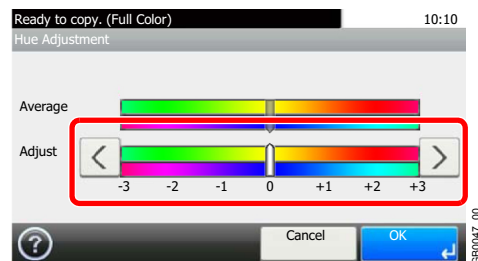 Ready to copy. (Full Color) 10:10
Hue Adjustment
Average
Adjust
-3 -2 -1 0 +1 +2 +3
? Cancel OK
GB0047_00